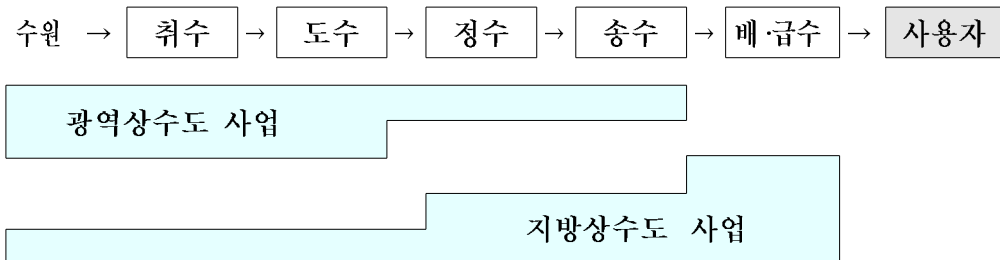 수원 → 취수 → 도수 → 정수 → 송수 → 배·급수 → 사용자
광역상수도 사업
지방상수도 사업